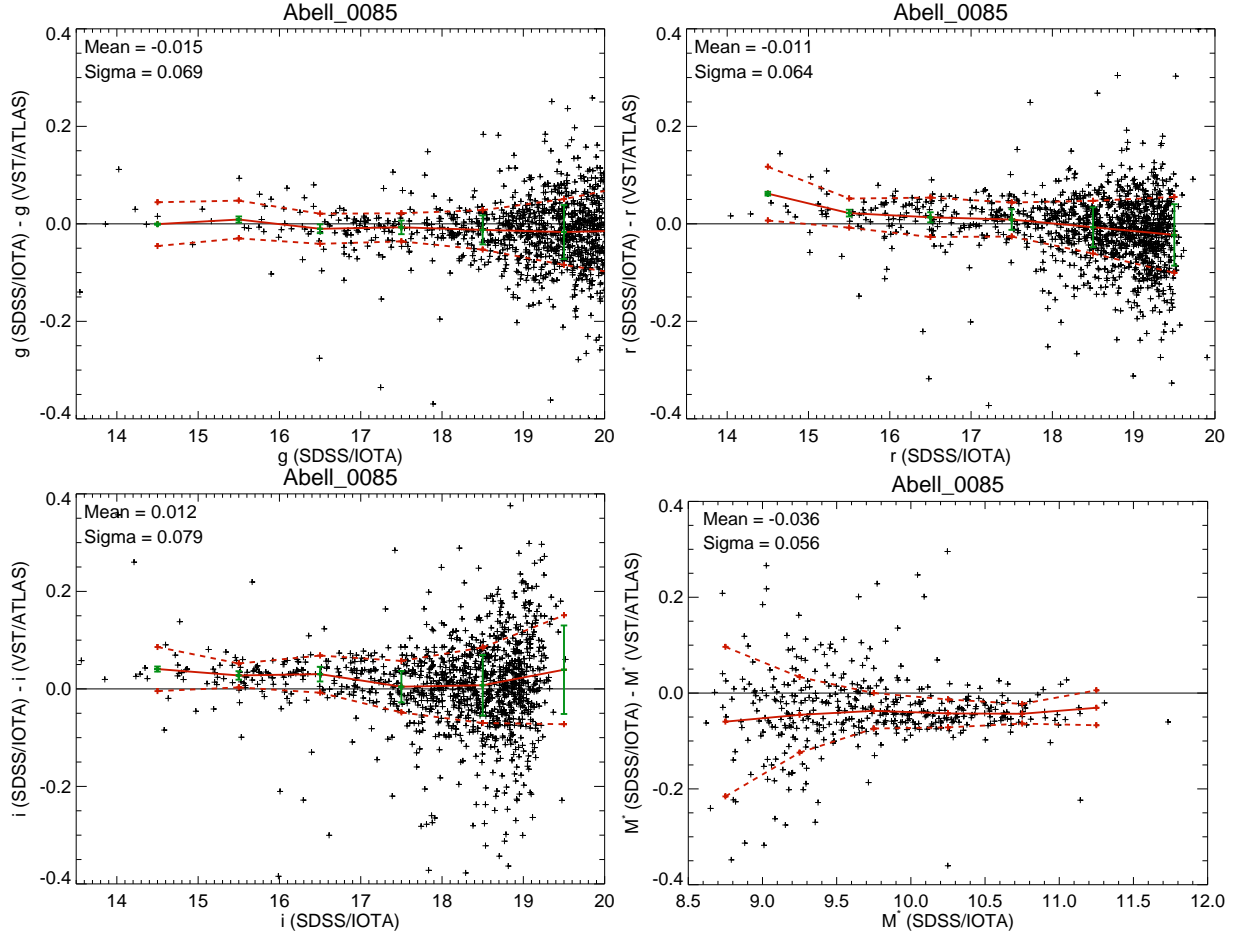 Abell_0085
Mean = -0.015
Sigma = 0.069
g (SDSS/IOTA) - g (VST/ATLAS)
0.4
0.2
0.0
-0.2
-0.4
14 15 16 17 18 19 20
g (SDSS/IOTA)
Abell_0085
Mean = -0.011
Sigma = 0.064
r (SDSS/IOTA) - r (VST/ATLAS)
0.4
0.2
0.0
-0.2
-0.4
14 15 16 17 18 19 20
r (SDSS/IOTA)
Abell_0085
Mean = 0.012
Sigma = 0.079
i (SDSS/IOTA) - i (VST/ATLAS)
0.4
0.2
0.0
-0.2
-0.4
14 15 16 17 18 19 20
i (SDSS/IOTA)
Abell_0085
Mean = -0.036
Sigma = 0.056
M* (SDSS/IOTA) - M* (VST/ATLAS)
0.4
0.2
0.0
-0.2
-0.4
8.5 9.0 9.5 10.0 10.5 11.0 11.5 12.0
M* (SDSS/IOTA)